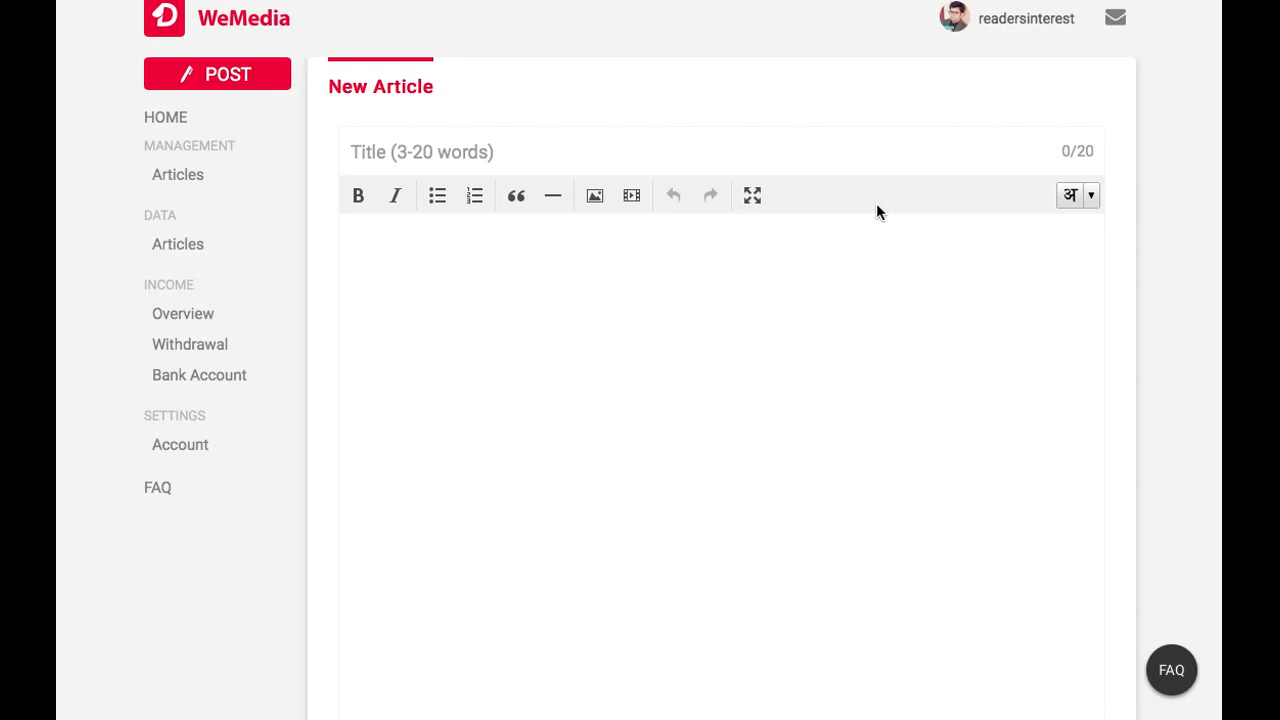 WeMedia
readersinterest
POST
HOME
MANAGEMENT
Articles
DATA
Articles
INCOME
Overview
Withdrawal
Bank Account
SETTINGS
Account
FAQ
New Article
Title (3-20 words) 0/20
B I अ
FAQ